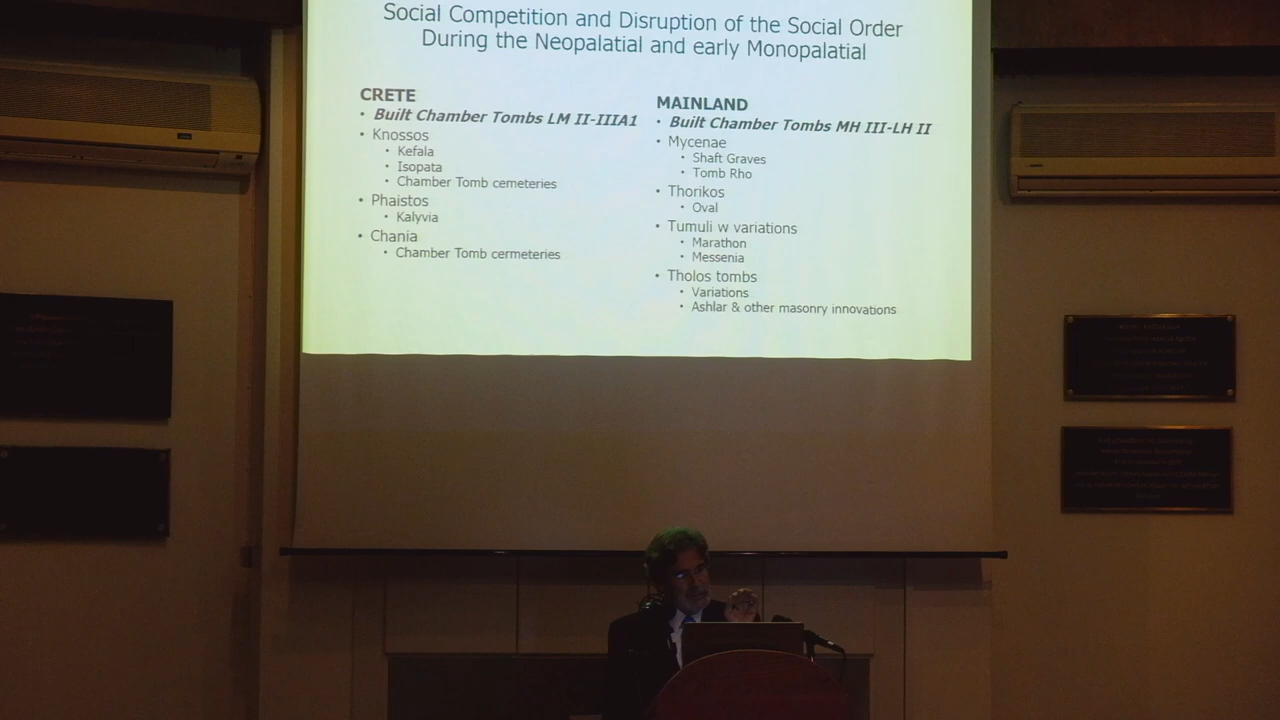 Social Competition and Disruption of the Social Order
During the Neopalatial and early Monopalatial
CRETE
• Built Chamber Tombs LM II-IIIA1
• Knossos
• Kefala
• Isopata
• Chamber Tomb cemeteries
• Phaistos
• Kalyvia
• Chania
• Chamber Tomb cermeteries
MAINLAND
• Built Chamber Tombs MH III-LH II
• Mycenae
• Shaft Graves
• Tomb Rho
• Thorikos
• Oval
• Tumuli w variations
• Marathon
• Messenia
• Tholos tombs
• Variations
• Ashlar & other masonry innovations